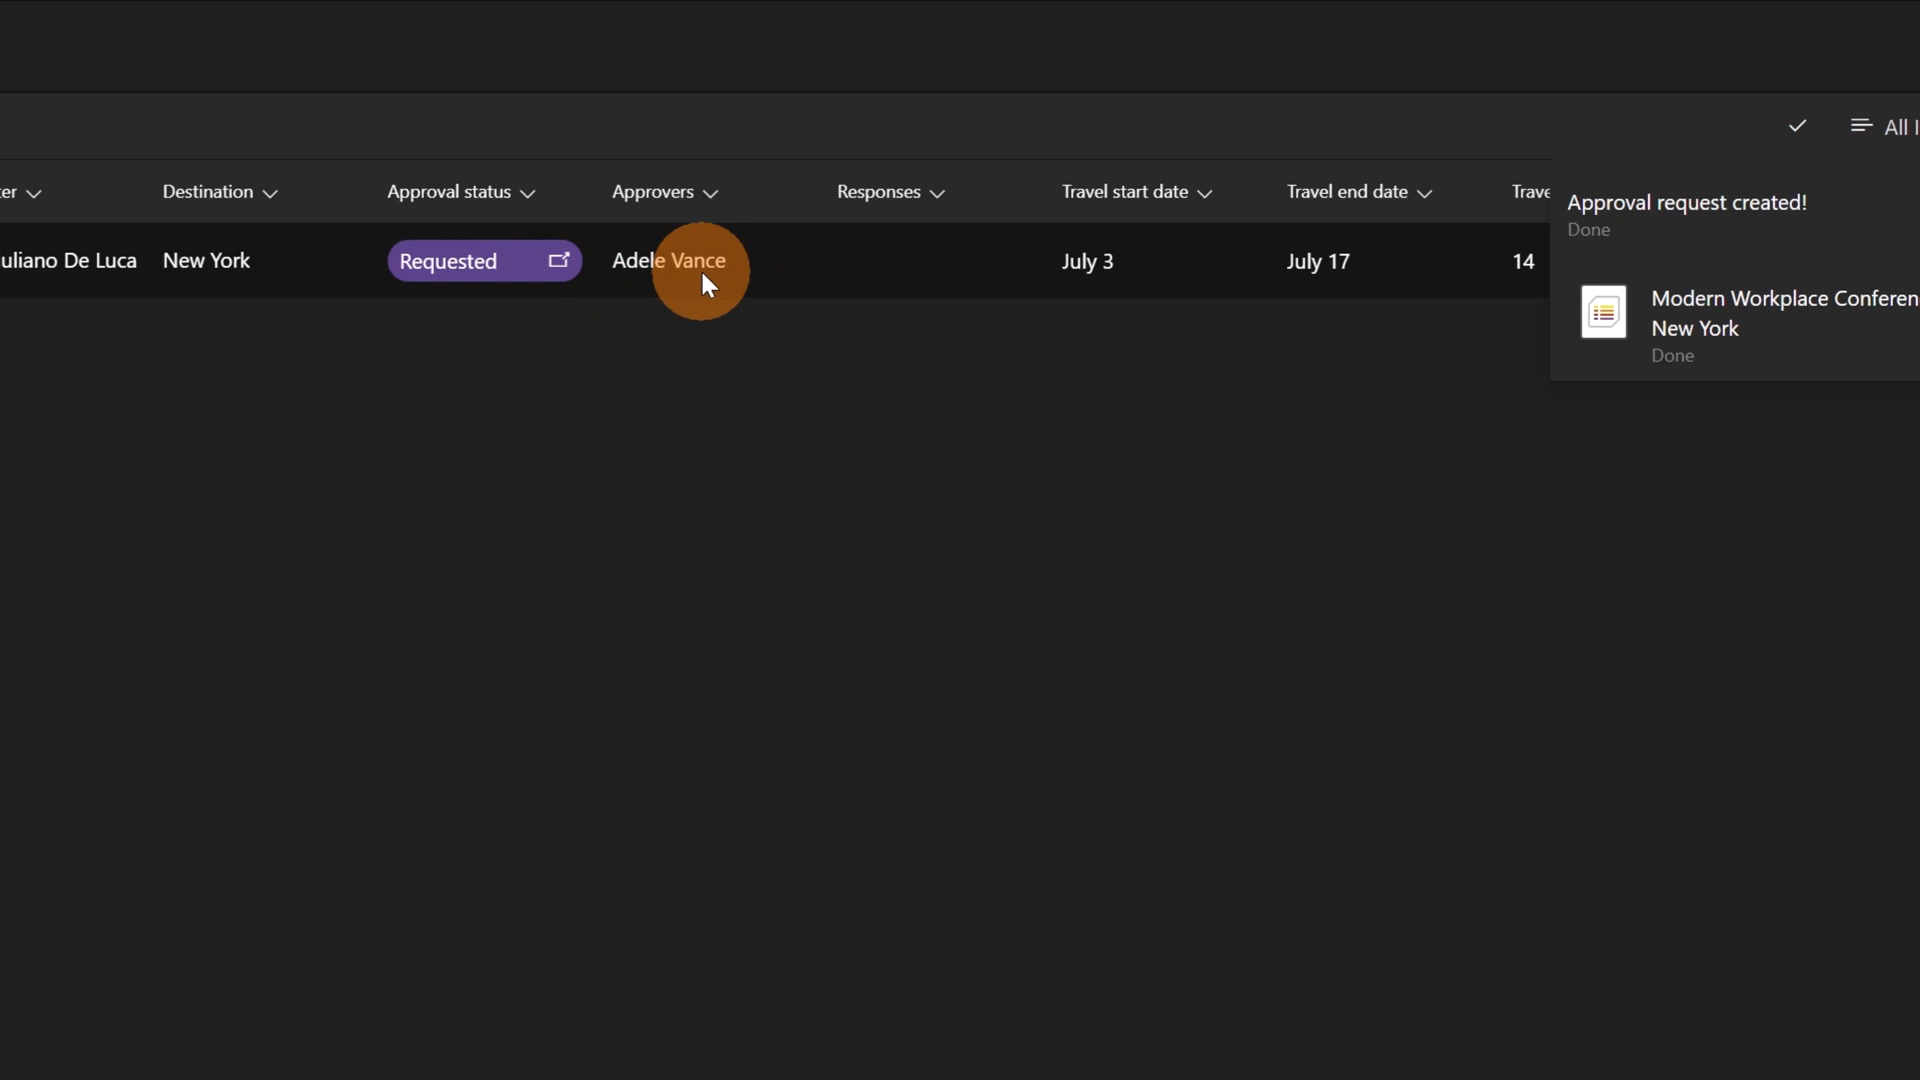 All
ter Destination Approval status Approvers Responses Travel start date Travel end date Trave
Approval request created!
Done
uliano De Luca New York Requested Adele Vance July 3 July 17 14
Modern Workplace Conferen
New York
Done